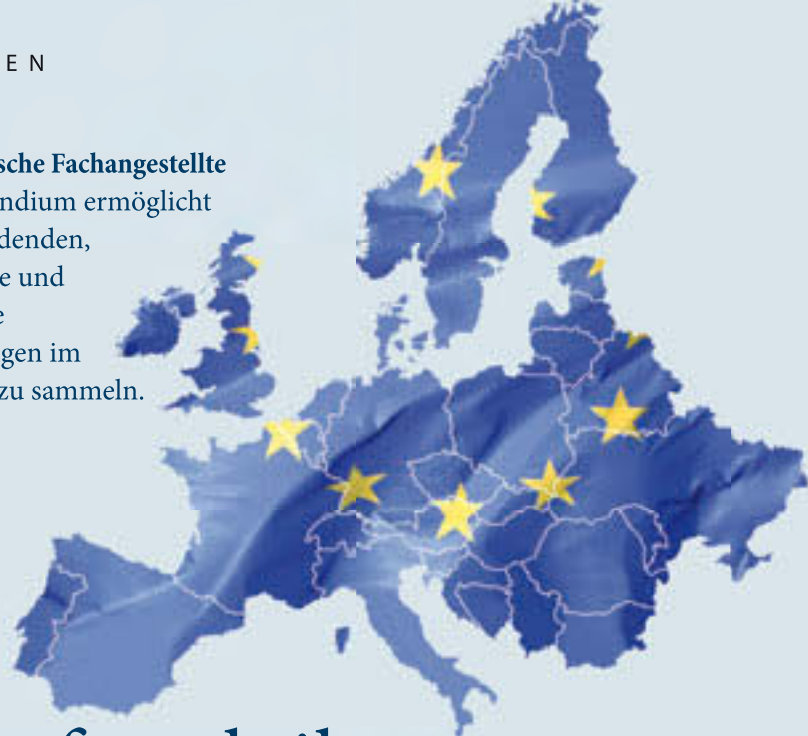 E N
sche Fachangestellte
ndium ermöglicht
denden,
e und
e
gen im
zu sammeln.